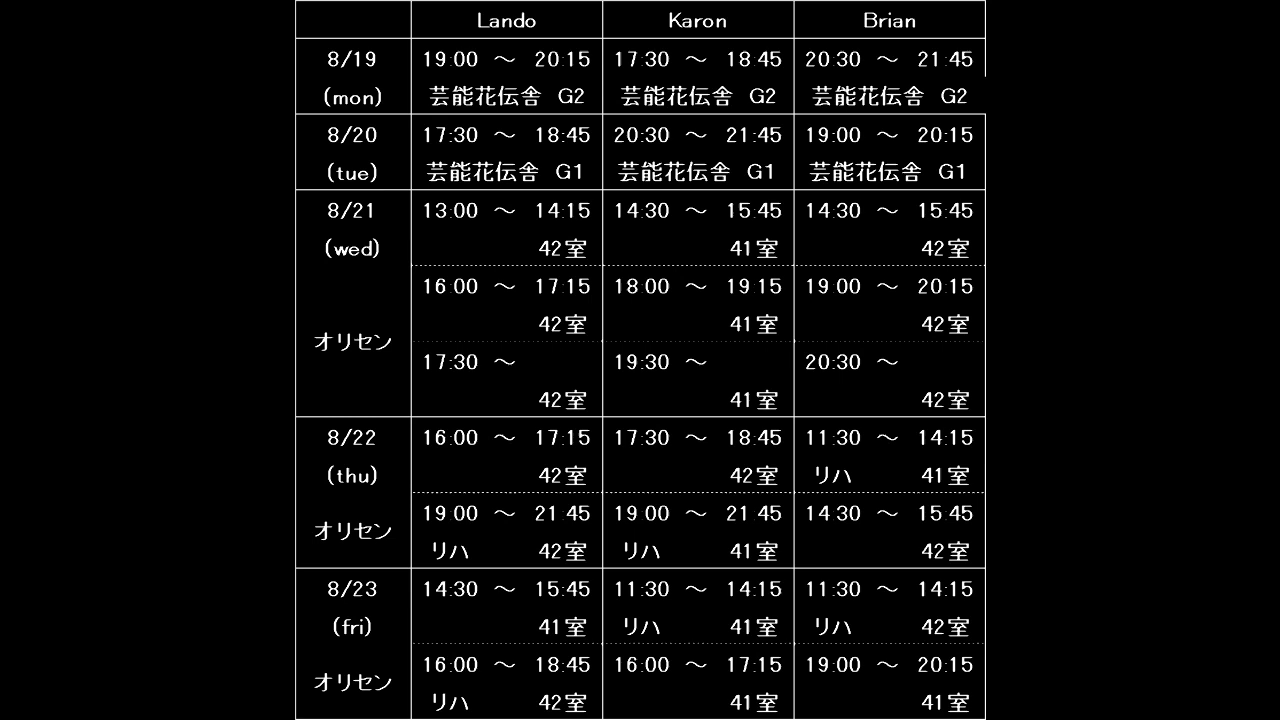 Lando Karon Brian
8/19 19:00 ～ 20:15 17:30 ～ 18:45 20:30 ～ 21:45
(mon) 芸能花伝舎 G2 芸能花伝舎 G2 芸能花伝舎 G2
8/20 17:30 ～ 18:45 20:30 ～ 21:45 19:00 ～ 20:15
(tue) 芸能花伝舎 G1 芸能花伝舎 G1 芸能花伝舎 G1
8/21 13:00 ～ 14:15 14:30 ～ 15:45 14:30 ～ 15:45
(wed) 42室 41室 42室
16:00 ～ 17:15 18:00 ～ 19:15 19:00 ～ 20:15
オリセン 42室 41室 42室
17:30 ～ 19:30 ～ 20:30 ～
42室 41室 42室
8/22 16:00 ～ 17:15 17:30 ～ 18:45 11:30 ～ 14:15
(thu) 42室 42室 リハ 41室
オリセン 19:00 ～ 21:45 19:00 ～ 21:45 14:30 ～ 15:45
リハ 42室 リハ 41室 42室
8/23 14:30 ～ 15:45 11:30 ～ 14:15 11:30 ～ 14:15
(fri) 41室 リハ 41室 リハ 42室
オリセン 16:00 ～ 18:45 16:00 ～ 17:15 19:00 ～ 20:15
リハ 42室 41室 41室